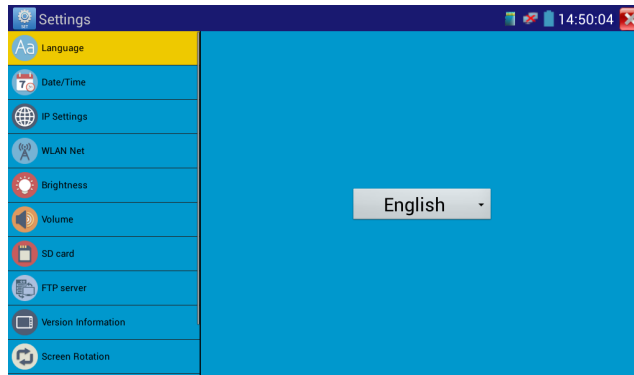 Settings
14:50:04
Language
Date/Time
IP Settings
WLAN Net
Brightness
Volume
SD card
FTP server
Version Information
Screen Rotation
English